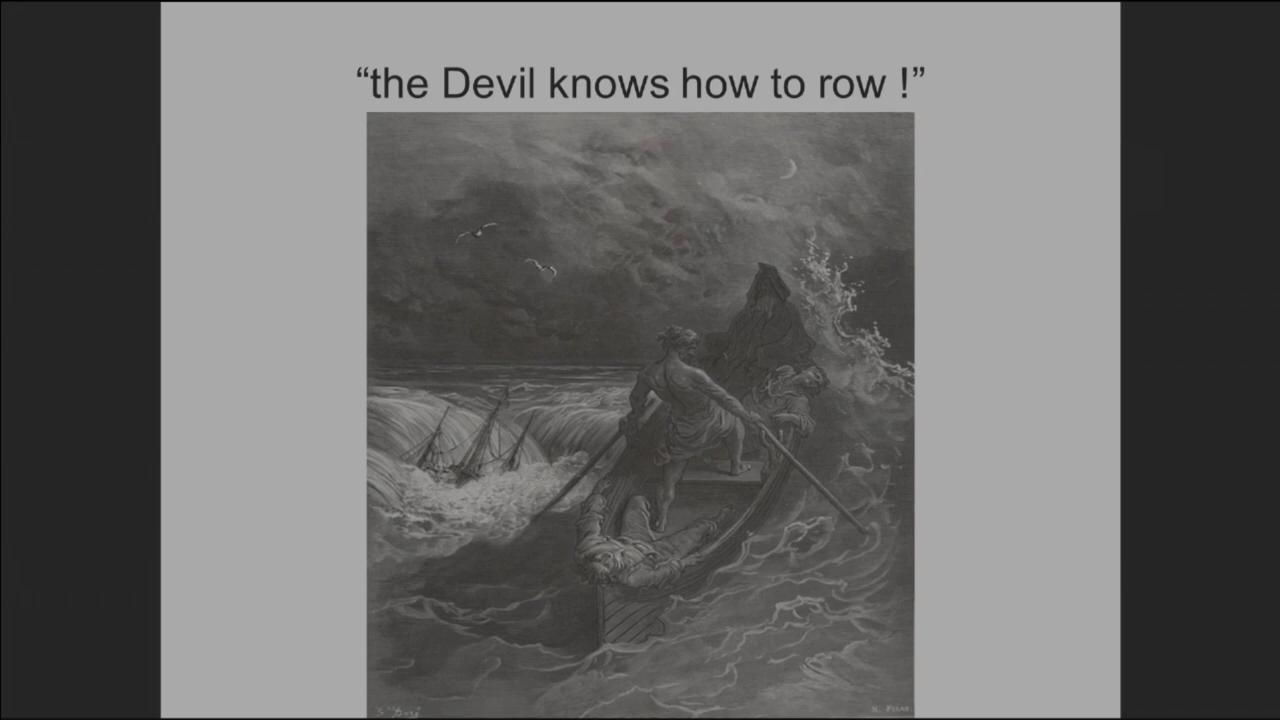 “the Devil knows how to row !”